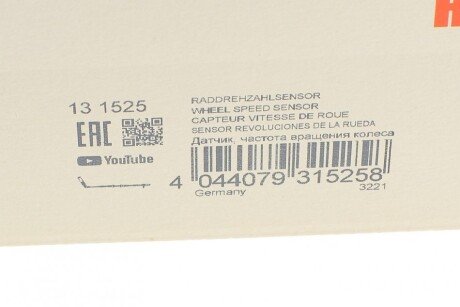 13 1525
RADDREHZAHLSENSOR
WHEEL SPEED SENSOR
CAPTEUR VITESSE DE ROUE
SENSOR REVOLUCIONES DE LA RUEDA
Датчик, частота вращения колеса
EAC
YouTube
4 044079 315258
Germany
3221